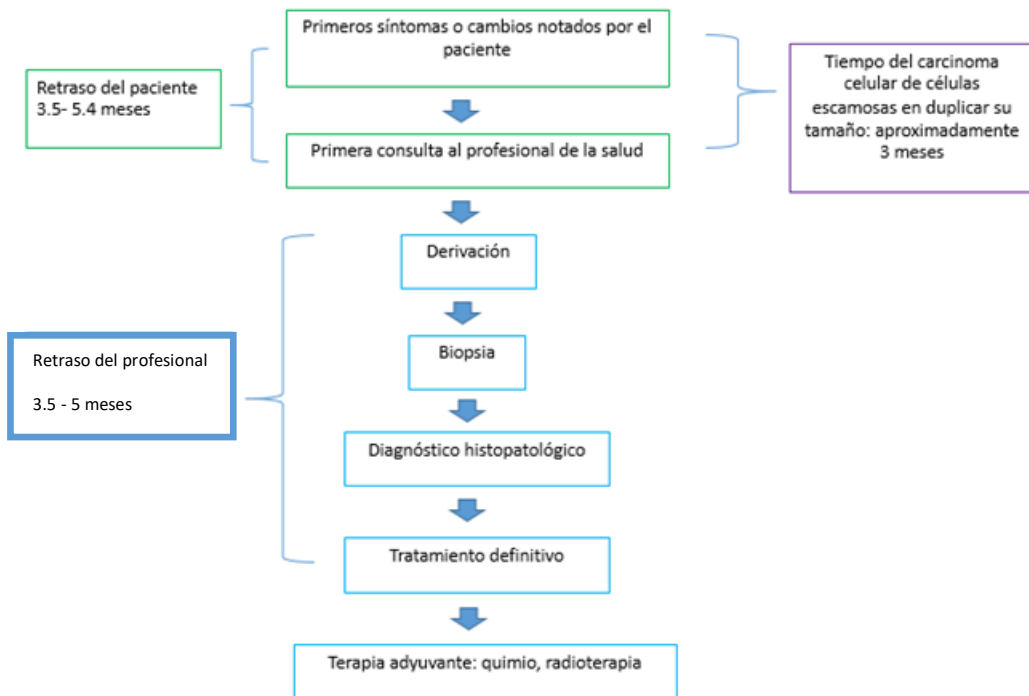 Primeros síntomas o cambios notados por el
paciente
Retraso del paciente
3.5- 5.4 meses
Tiempo del carcinoma
celular de células
escamosas en duplicar su
tamaño: aproximadamente
3 meses
Primera consulta al profesional de la salud
Derivación
Retraso del profesional
3.5 - 5 meses
Biopsia
Diagnóstico histopatológico
Tratamiento definitivo
Terapia adyuvante: quimio, radioterapia